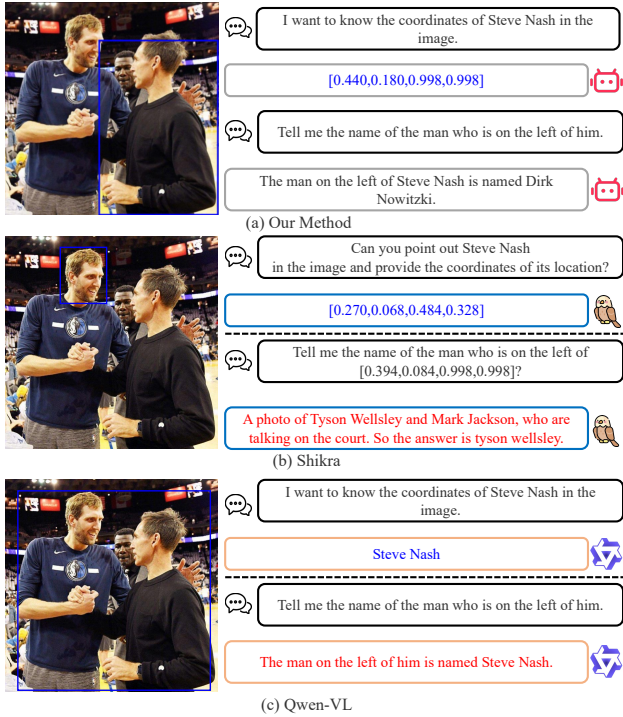 I want to know the coordinates of Steve Nash in the
image.
[0.440,0.180,0.998,0.998]
Tell me the name of the man who is on the left of him.
The man on the left of Steve Nash is named Dirk
Nowitzki.
(a) Our Method
Can you point out Steve Nash
in the image and provide the coordinates of its location?
[0.270,0.068,0.484,0.328]
Tell me the name of the man who is on the left of
[0.394,0.084,0.998,0.998]?
A photo of Tyson Wellsley and Mark Jackson, who are
talking on the court. So the answer is tyson wellsley.
(b) Shikra
I want to know the coordinates of Steve Nash in the
image.
Steve Nash
Tell me the name of the man who is on the left of him.
The man on the left of him is named Steve Nash.
(c) Qwen-VL